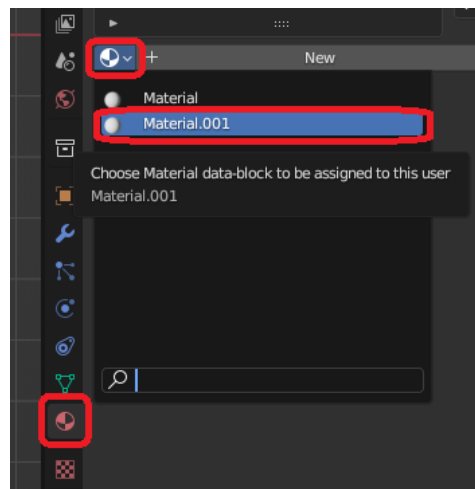 New
Material
Material.001
Choose Material data-block to be assigned to this user
Material.001